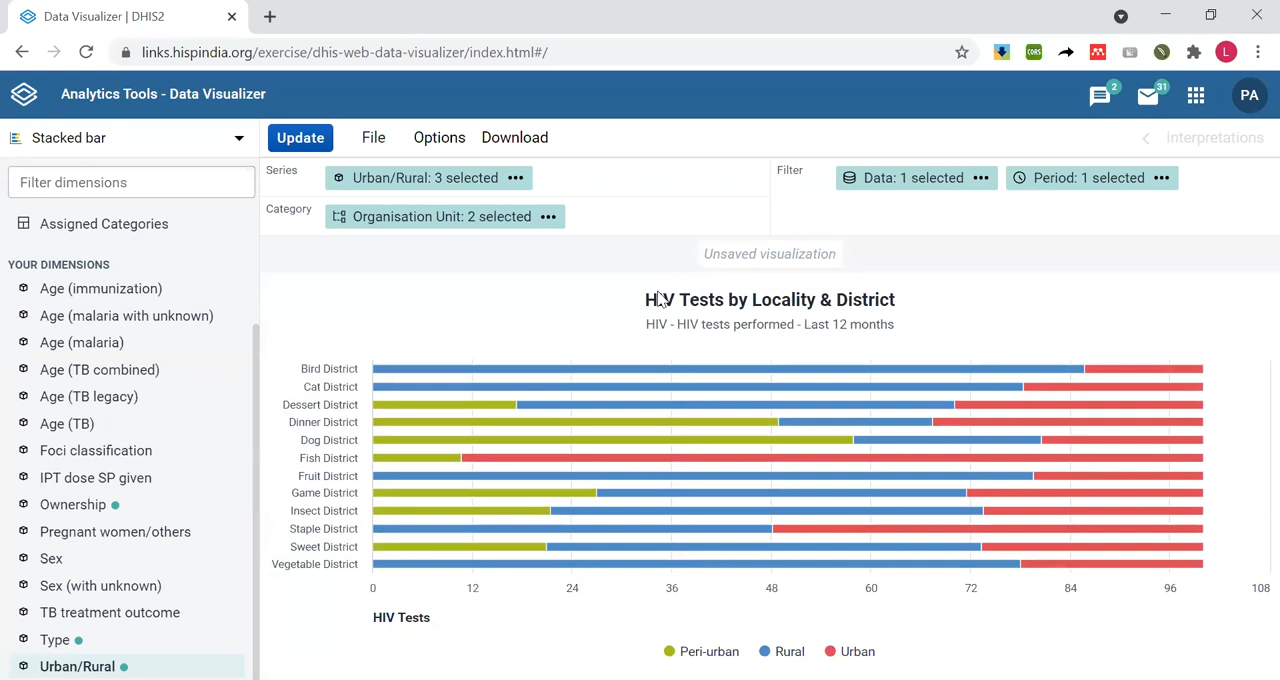 Data Visualizer | DHIS2
links.hispindia.org/exercise/dhis-web-data-visualizer/index.html#/
CORS
L
Analytics Tools - Data Visualizer
2
31
PA
Stacked bar
Update
File
Options
Download
Interpretations
Filter dimensions
Series
Urban/Rural: 3 selected
Filter
Data: 1 selected
Period: 1 selected
Category
Organisation Unit: 2 selected
Assigned Categories
YOUR DIMENSIONS
Age (immunization)
Age (malaria with unknown)
Age (malaria)
Age (TB combined)
Age (TB legacy)
Age (TB)
Foci classification
IPT dose SP given
Ownership
Pregnant women/others
Sex
Sex (with unknown)
TB treatment outcome
Type
Urban/Rural
Unsaved visualization
HIV Tests by Locality & District
HIV - HIV tests performed - Last 12 months
Bird District
Cat District
Dessert District
Dinner District
Dog District
Fish District
Fruit District
Game District
Insect District
Staple District
Sweet District
Vegetable District
0 12 24 36 48 60 72 84 96 108
HIV Tests
Peri-urban Rural Urban